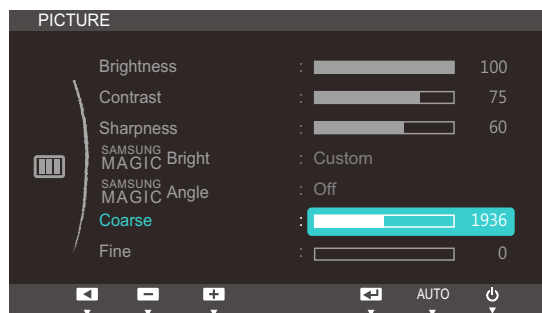 PICTURE
Brightness : 100
Contrast : 75
Sharpness : 60
SAMSUNG MAGIC Bright : Custom
SAMSUNG MAGIC Angle : Off
Coarse : 1936
Fine : 0
AUTO